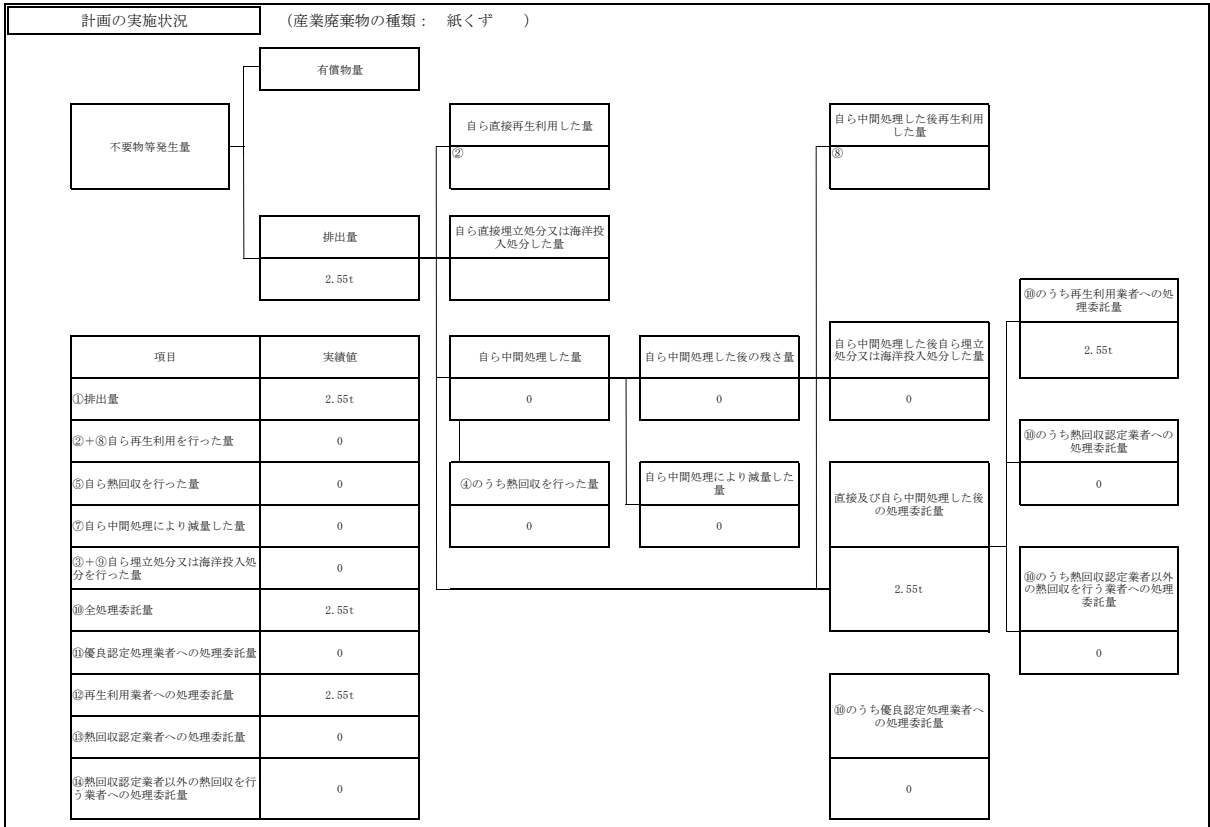 計画の実施状況
（産業廃棄物の種類： 紙くず ）
有償物量
不要物等発生量
自ら直接再生利用した量
②
自ら中間処理した後再生利用
した量
⑧
排出量
2.55t
自ら直接埋立処分又は海洋投
入処分した量
⑩のうち再生利用業者への処
理委託量
2.55t
項目
実績値
①排出量
2.55t
②＋⑧自ら再生利用を行った量
0
⑤自ら熱回収を行った量
0
⑦自ら中間処理により減量した量
0
③＋⑨自ら埋立処分又は海洋投入処
分を行った量
0
⑩全処理委託量
2.55t
⑪優良認定処理業者への処理委託量
0
⑫再生利用業者への処理委託量
2.55t
⑬熱回収認定業者への処理委託量
0
⑭熱回収認定業者以外の熱回収を行
う業者への処理委託量
0
自ら中間処理した量
0
自ら中間処理した後の残さ量
0
自ら中間処理した後自ら埋立
処分又は海洋投入処分した量
0
④のうち熱回収を行った量
0
自ら中間処理により減量した
量
0
直接及び自ら中間処理した後
の処理委託量
2.55t
⑩のうち熱回収認定業者への
処理委託量
0
⑩のうち熱回収認定業者以外
の熱回収を行う業者への処理
委託量
0
⑩のうち優良認定処理業者へ
の処理委託量
0